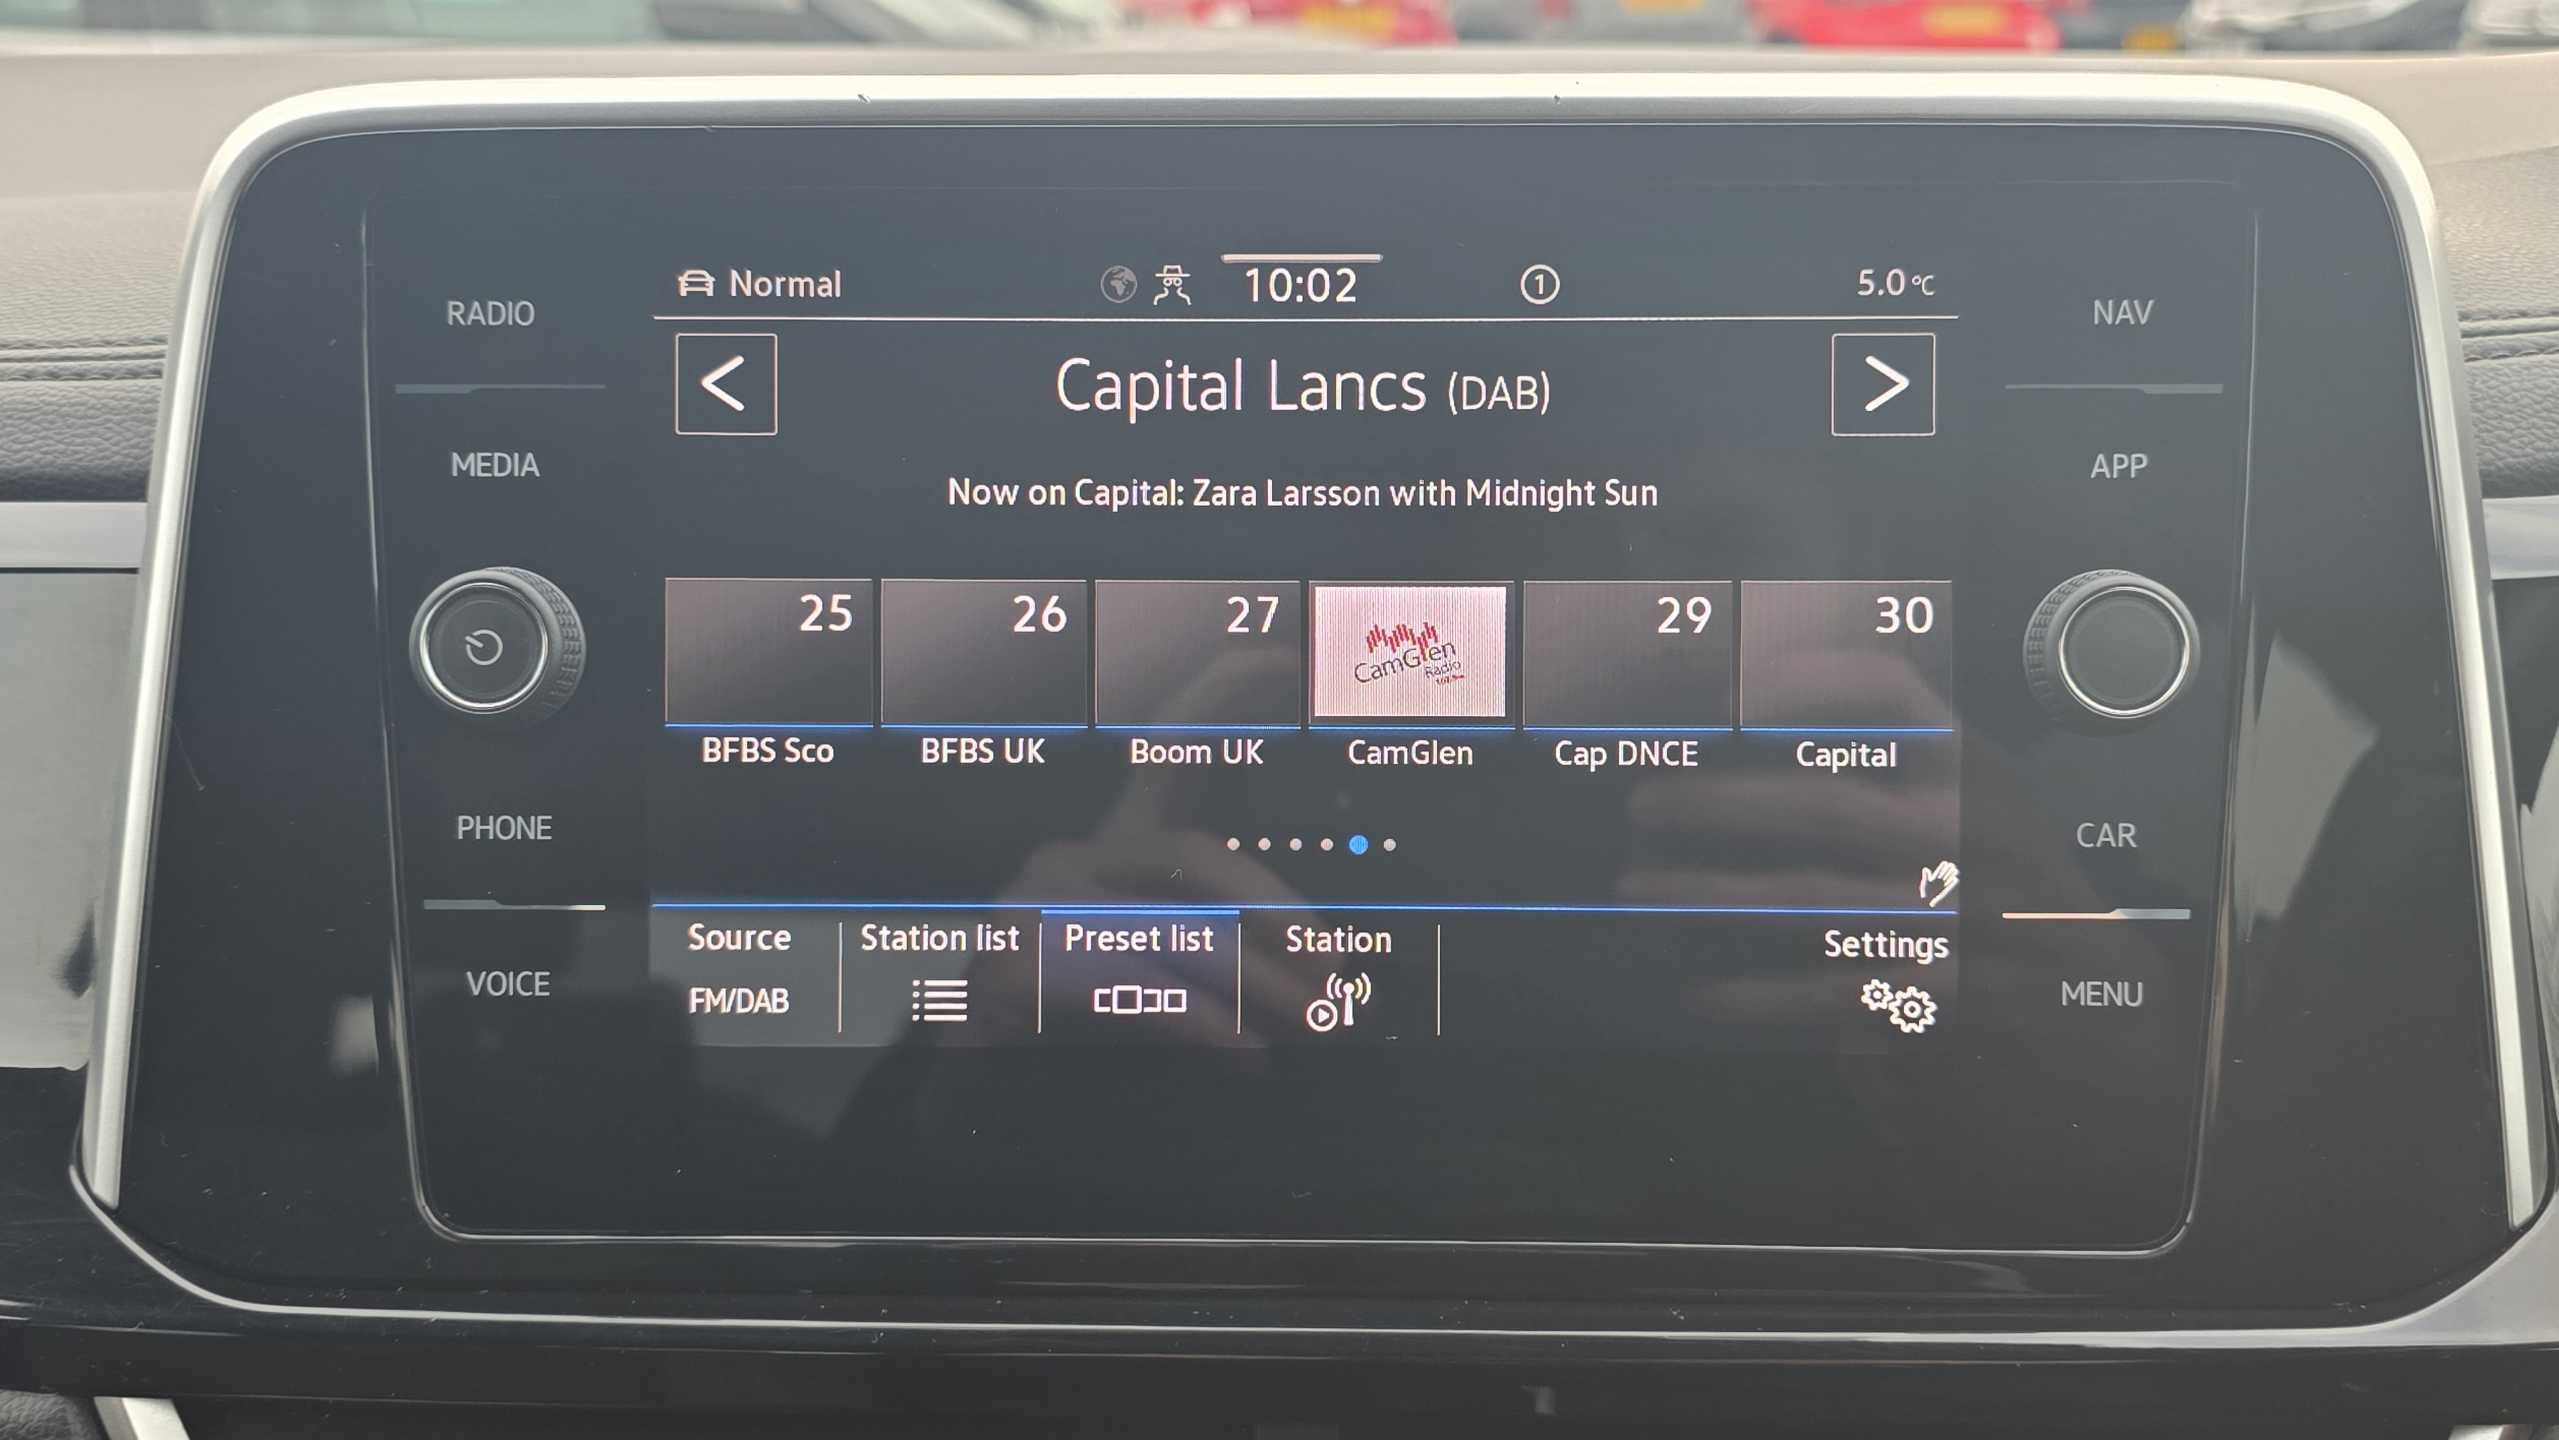 Normal 10:02 1 5.0 °C
RADIO
NAV
Capital Lancs (DAB)
MEDIA
APP
Now on Capital: Zara Larsson with Midnight Sun
25 26 27 29 30
CamGlen
Radio
BFBS Sco BFBS UK Boom UK CamGlen Cap DNCE Capital
PHONE
CAR
Source Station list Preset list Station Settings
VOICE
FM/DAB
MENU